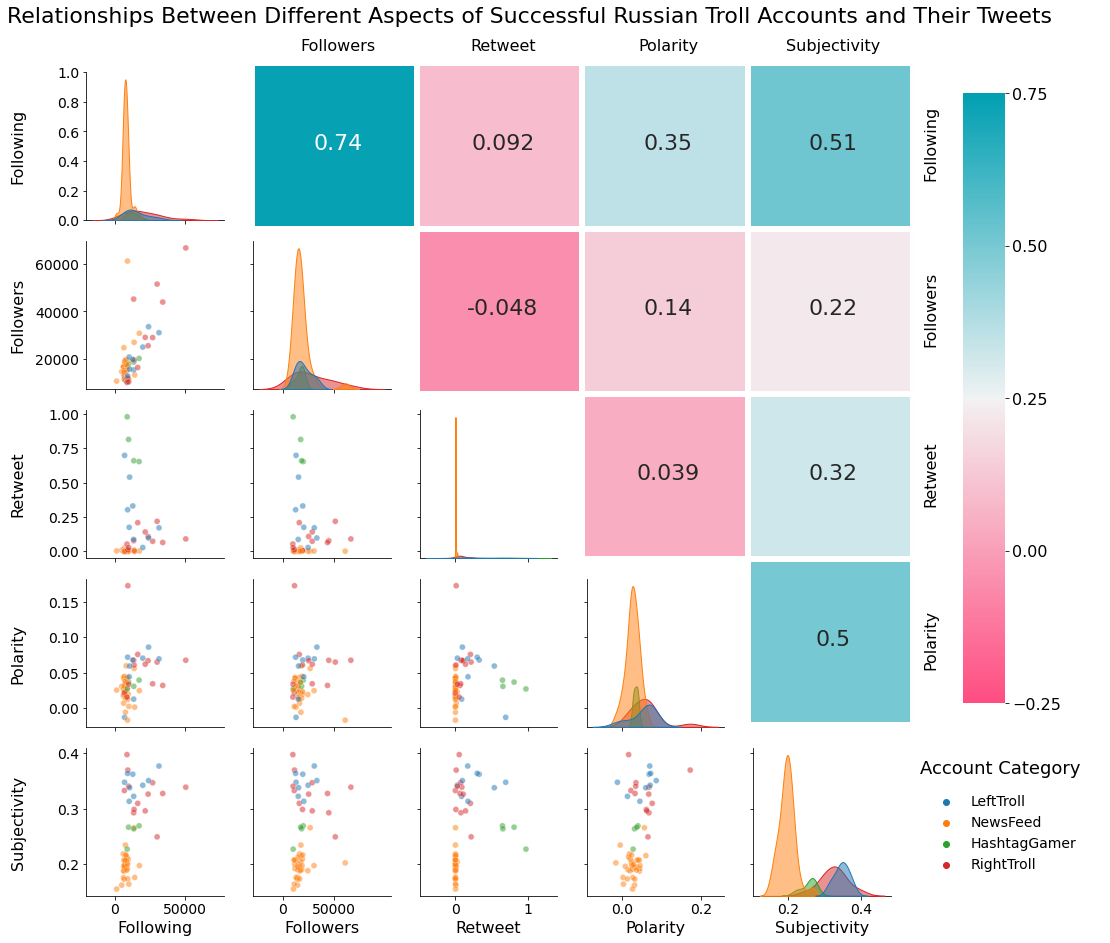 Relationships Between Different Aspects of Successful Russian Troll Accounts and Their Tweets
Followers Retweet Polarity Subjectivity
1.0
0.8
0.6
0.4
0.2
0.0
Following
0.74 0.092 0.35 0.51
Following
60000
40000
20000
Followers
-0.048 0.14 0.22
Followers
1.00
0.75
0.50
0.25
0.00
Retweet
0.039 0.32
Retweet
0.15
0.10
0.05
0.00
Polarity
0.5
Polarity
0.4
0.3
0.2
Subjectivity
0 50000 0 50000 0 1 0.0 0.2 0.2 0.4
Following Followers Retweet Polarity Subjectivity
0.75
0.50
0.25
0.00
−0.25
Account Category
LeftTroll
NewsFeed
HashtagGamer
RightTroll